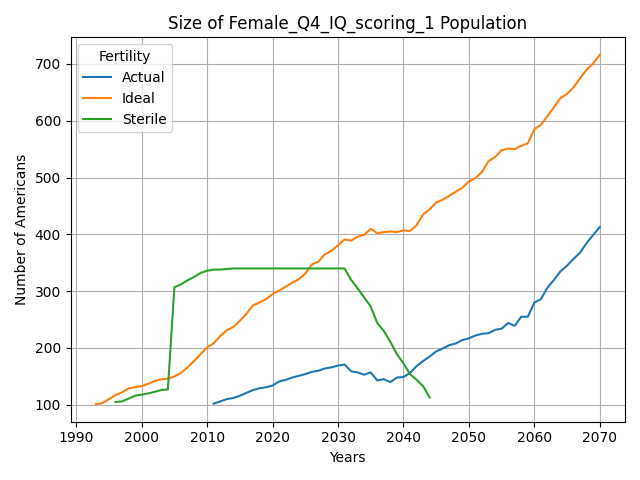 Size of Female_Q4_IQ_scoring_1 Population
Fertility
Actual
Ideal
Sterile
Number of Americans
700
600
500
400
300
200
100
1990 2000 2010 2020 2030 2040 2050 2060 2070
Years